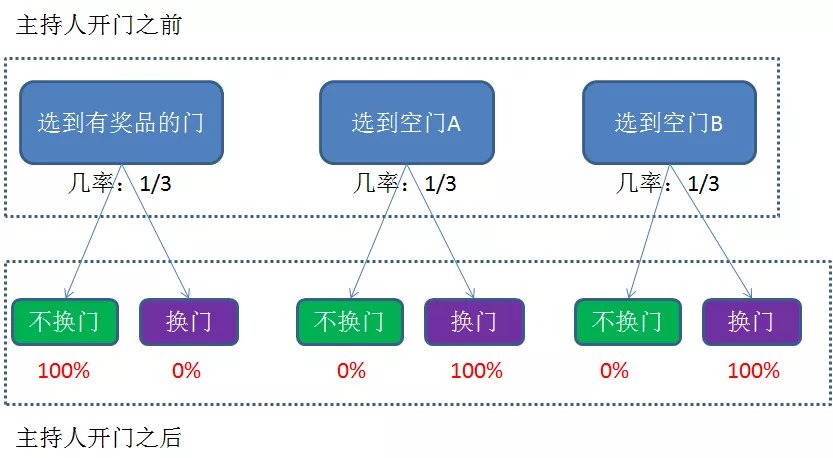 主持人开门之前
选到有奖品的门 选到空门A 选到空门B
几率：1/3 几率：1/3 几率：1/3
不换门 换门 不换门 换门 不换门 换门
100% 0% 0% 100% 0% 100%
主持人开门之后